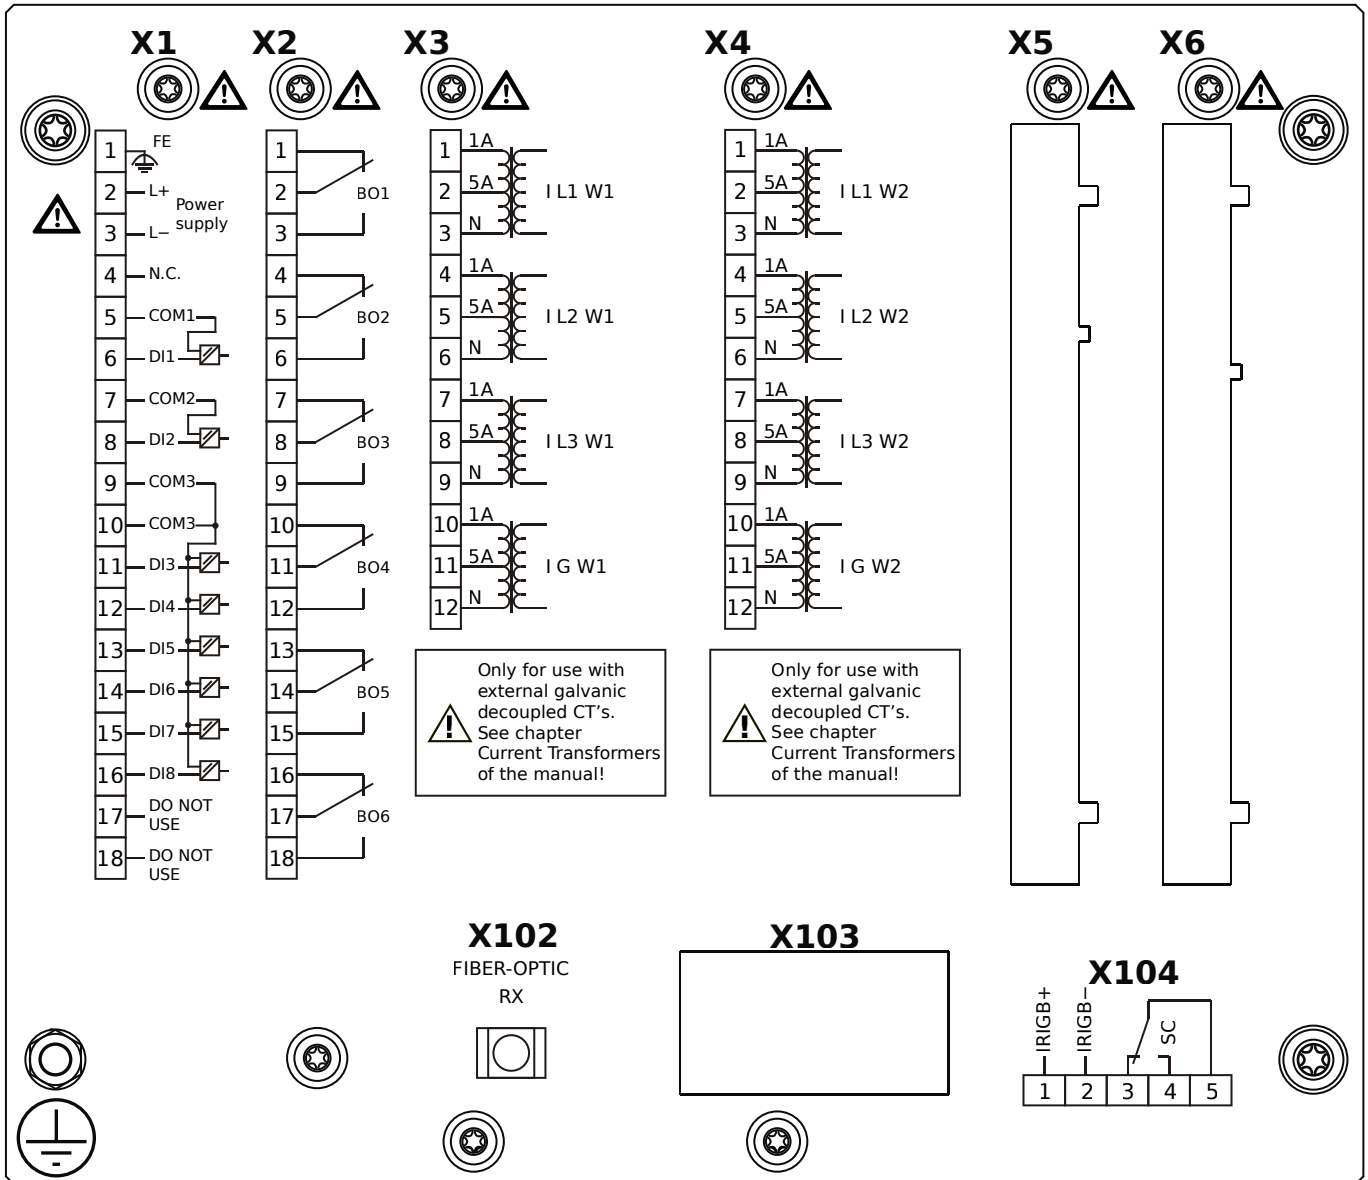 X1 X2 X3 X4 X5 X6
1 FE
2 L+
Power
supply
3 L−
4 N.C.
5 COM1
6 DI1
7 COM2
8 DI2
9 COM3
10 COM3
11 DI3
12 DI4
13 DI5
14 DI6
15 DI7
16 DI8
17 DO NOT
USE
18 DO NOT
USE
1
2 BO1
3
4
5 BO2
6
7
8 BO3
9
10
11 BO4
12
13
14 BO5
15
16
17 BO6
18
1 1A
2 5A I L1 W1
3 N
4 1A
5 5A I L2 W1
6 N
7 1A
8 5A I L3 W1
9 N
10 1A
11 5A I G W1
12 N
Only for use with
external galvanic
decoupled CT's.
See chapter
Current Transformers
of the manual!
1 1A
2 5A I L1 W2
3 N
4 1A
5 5A I L2 W2
6 N
7 1A
8 5A I L3 W2
9 N
10 1A
11 5A I G W2
12 N
Only for use with
external galvanic
decoupled CT's.
See chapter
Current Transformers
of the manual!
X102
FIBER-OPTIC
RX
X103
X104
IRIGB+
IRIGB−
SC
1 2 3 4 5